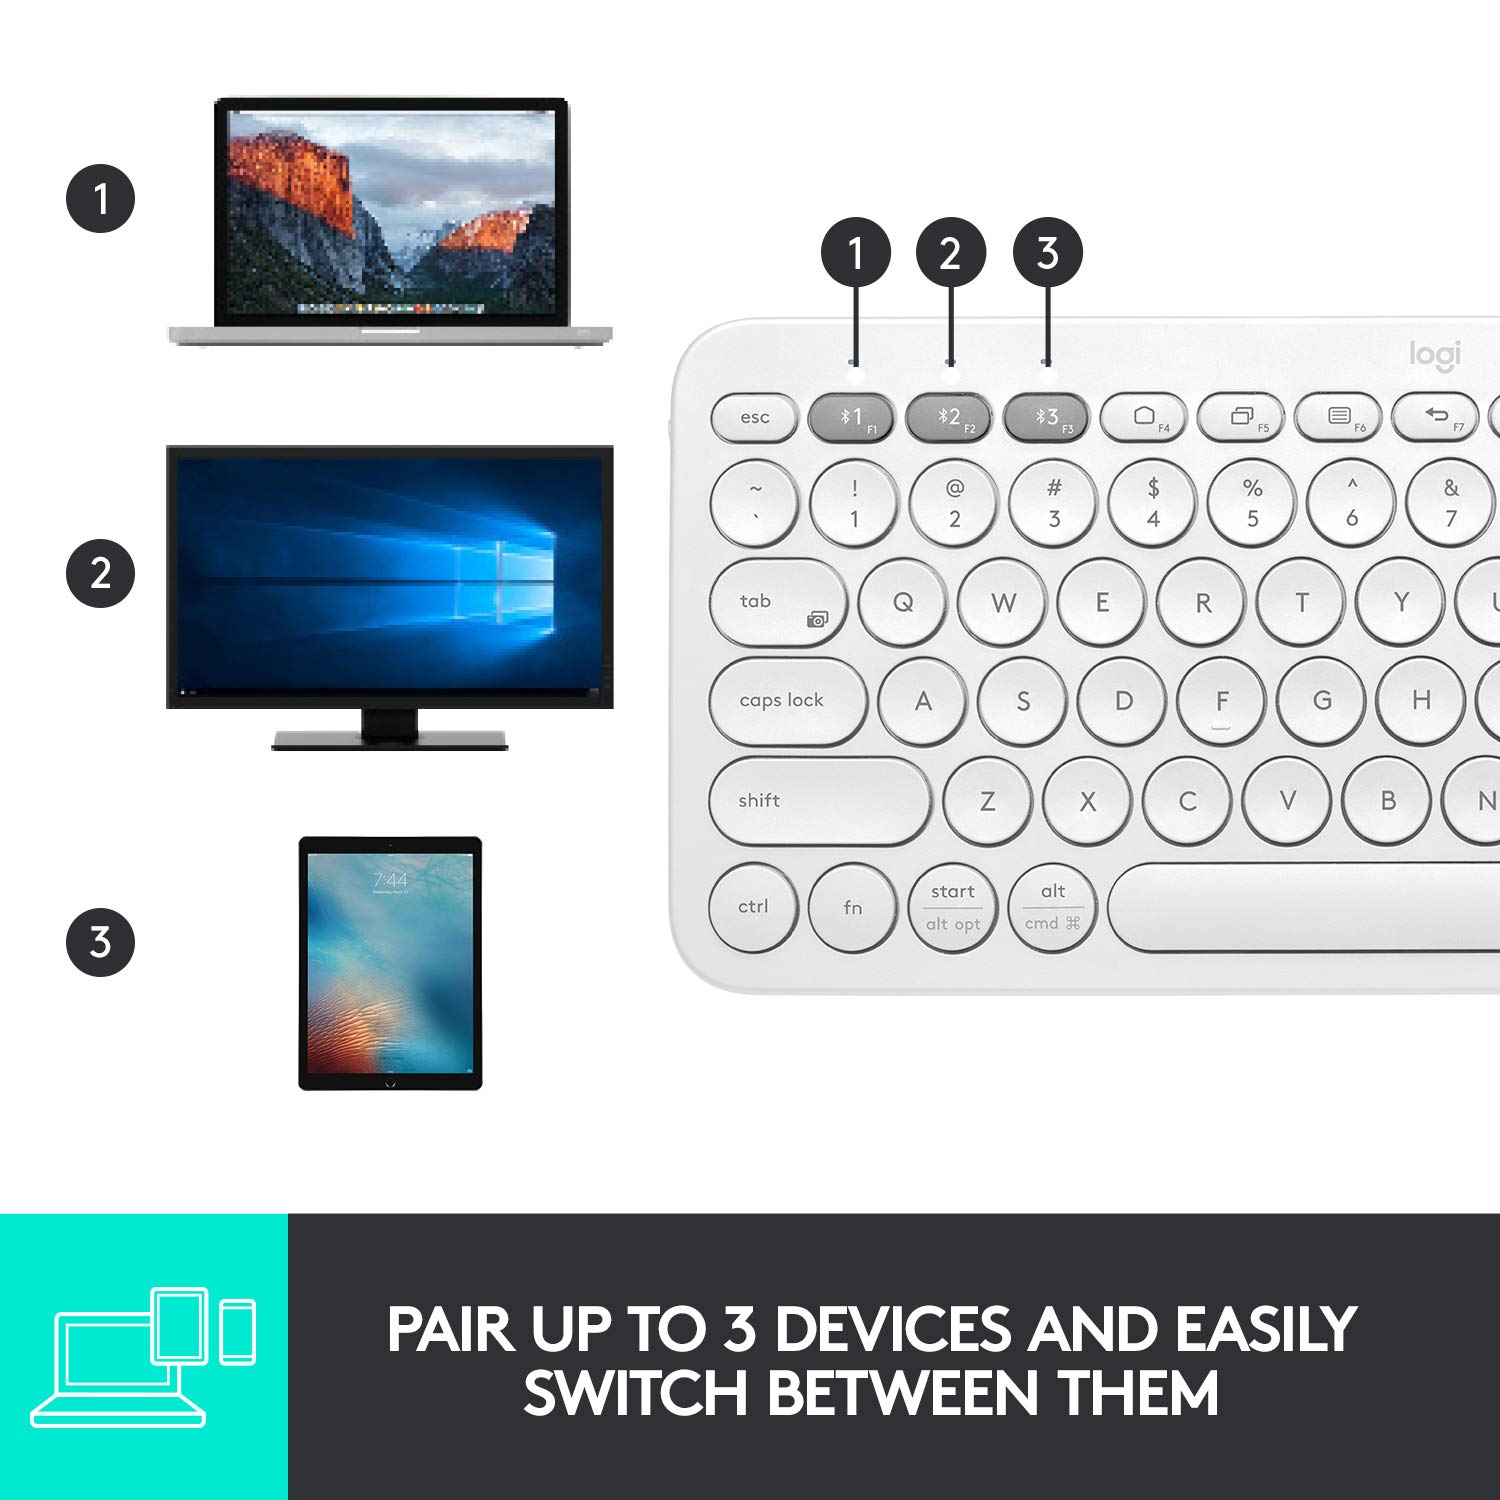 1
2
3
7:44
1 2 3
logi
esc 1 F1 2 F2 3 F3 F4 F5 F6 F7
~ ! @ # $ % ^ &
` 1 2 3 4 5 6 7
tab Q W E R T Y
caps lock A S D F G H
shift Z X C V B N
ctrl fn start alt
alt opt cmd ⌘
PAIR UP TO 3 DEVICES AND EASILY
SWITCH BETWEEN THEM